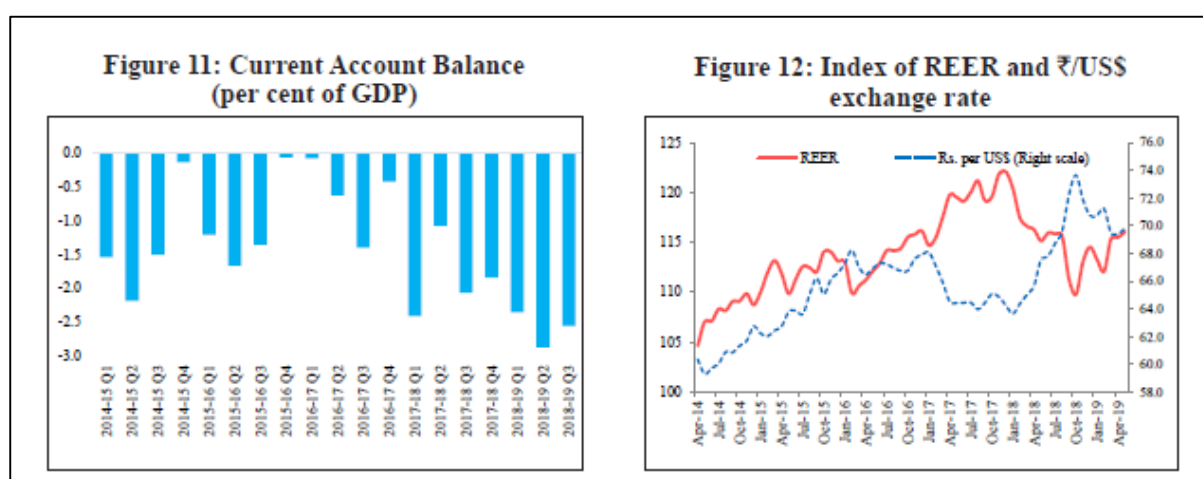 Figure 11: Current Account Balance
(per cent of GDP)
0.0
-0.5
-1.0
-1.5
-2.0
-2.5
-3.0
2014-15 Q1
2014-15 Q2
2014-15 Q3
2014-15 Q4
2015-16 Q1
2015-16 Q2
2015-16 Q3
2015-16 Q4
2016-17 Q1
2016-17 Q2
2016-17 Q3
2016-17 Q4
2017-18 Q1
2017-18 Q2
2017-18 Q3
2017-18 Q4
2018-19 Q1
2018-19 Q2
2018-19 Q3
Figure 12: Index of REER and ₹/US$
exchange rate
REER
Rs. per US$ (Right scale)
125
120
115
110
105
100
76.0
74.0
72.0
70.0
68.0
66.0
64.0
62.0
60.0
58.0
Apr-14
Jul-14
Oct-14
Jan-15
Apr-15
Jul-15
Oct-15
Jan-16
Apr-16
Jul-16
Oct-16
Jan-17
Apr-17
Jul-17
Oct-17
Jan-18
Apr-18
Jul-18
Oct-18
Jan-19
Apr-19